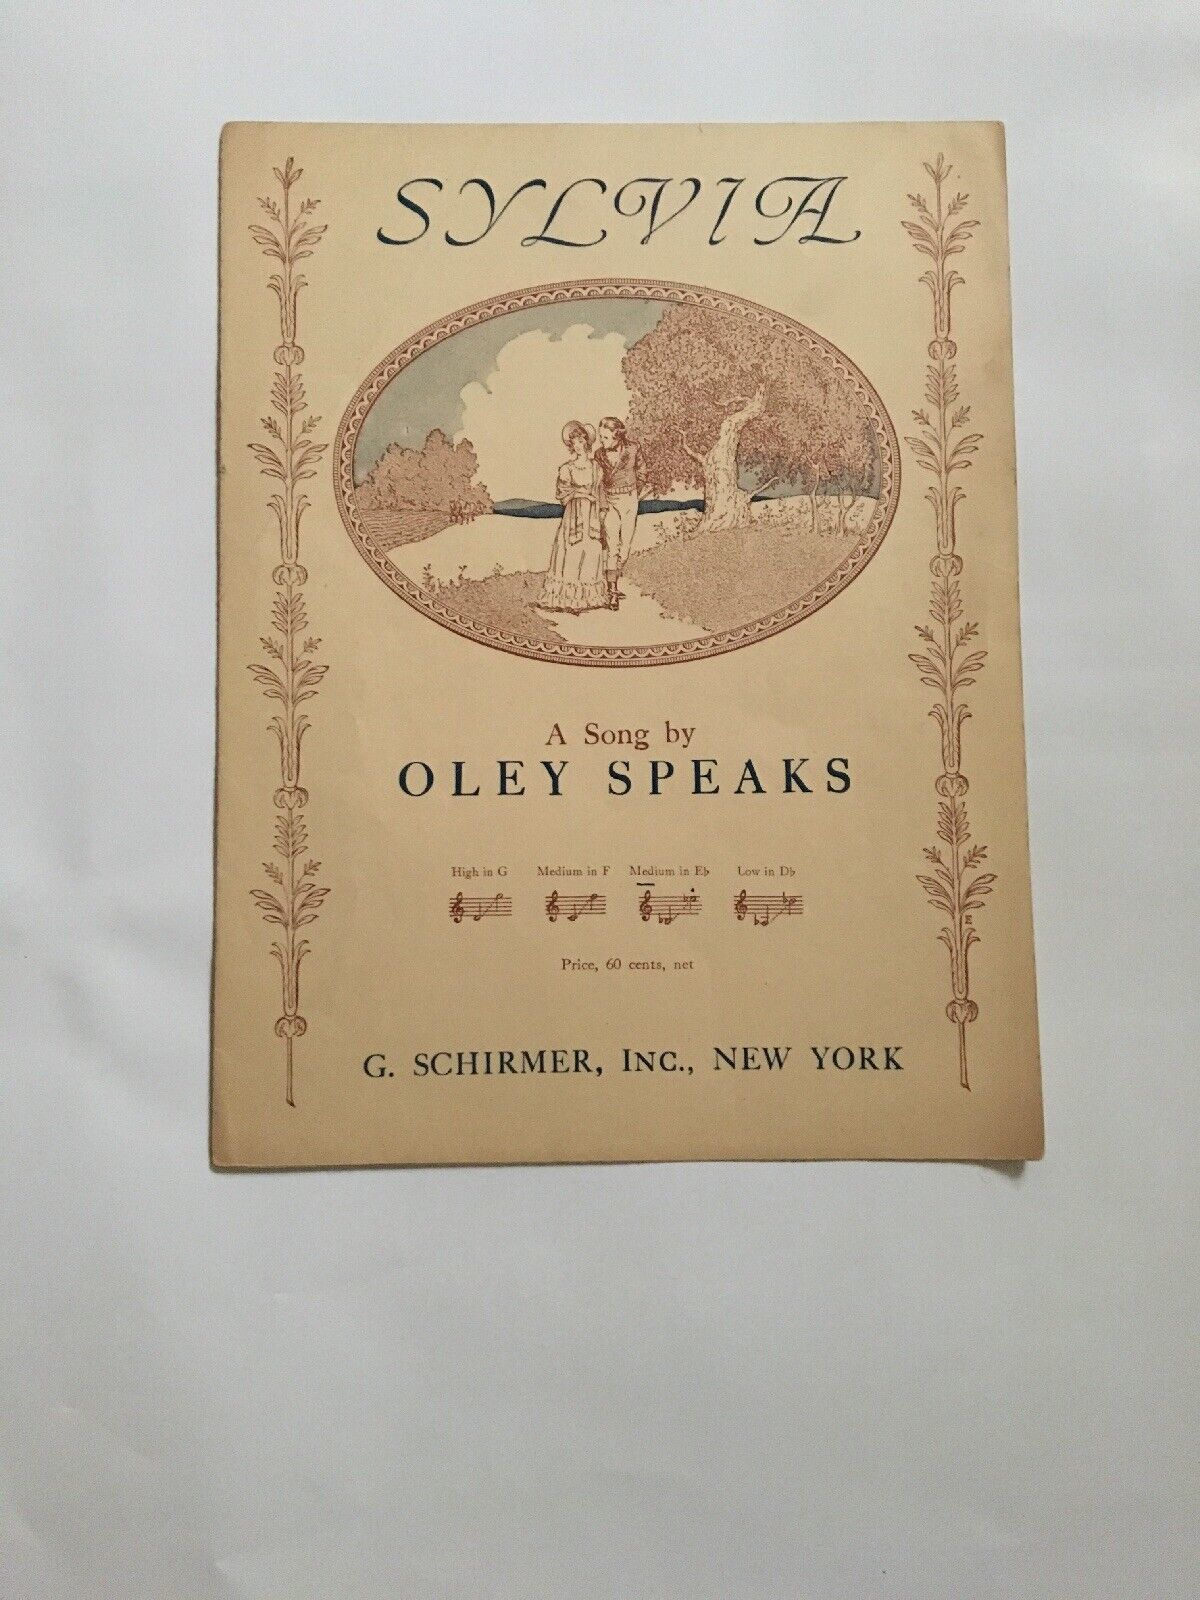 SYLVIA
A Song by
OLEY SPEAKS
High in G Medium in F Medium in E♭ Low in D♭
Price, 60 cents, net
E
G. SCHIRMER, INC., NEW YORK